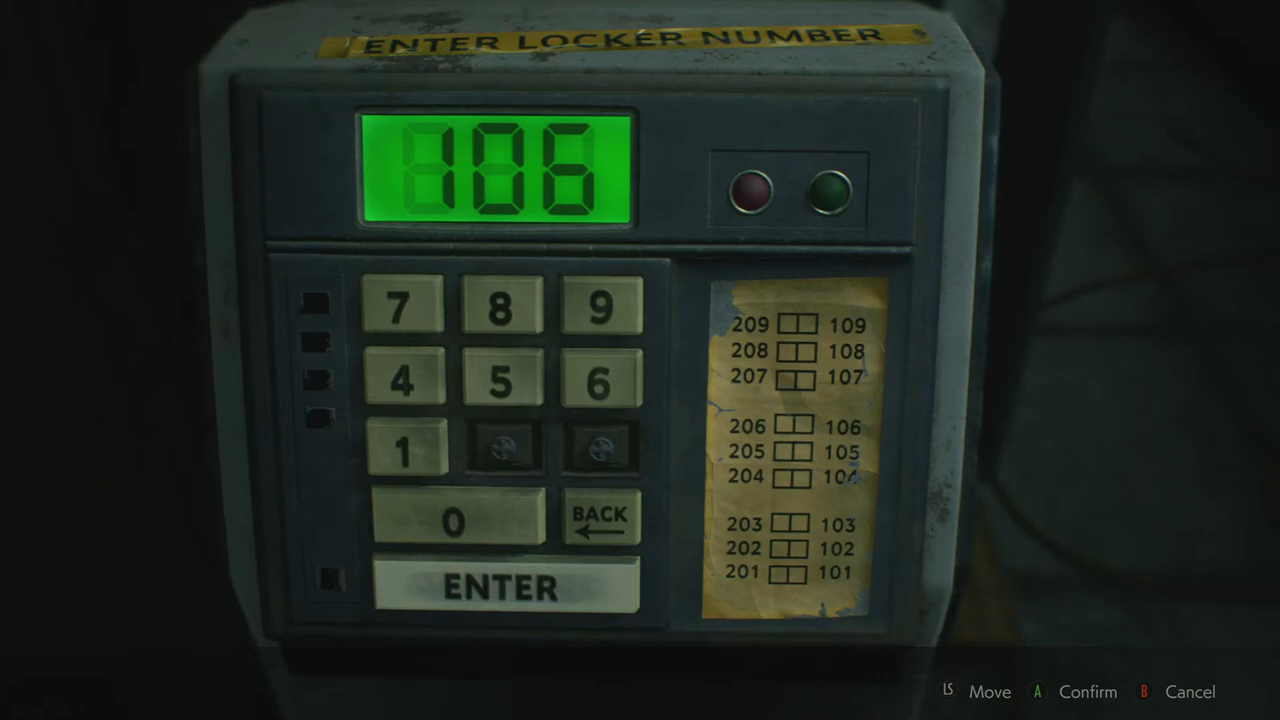 ENTER LOCKER NUMBER
106
7 8 9
4 5 6
1
0 BACK
ENTER
209 109
208 108
207 107
206 106
205 105
204 104
203 103
202 102
201 101
LS Move A Confirm B Cancel